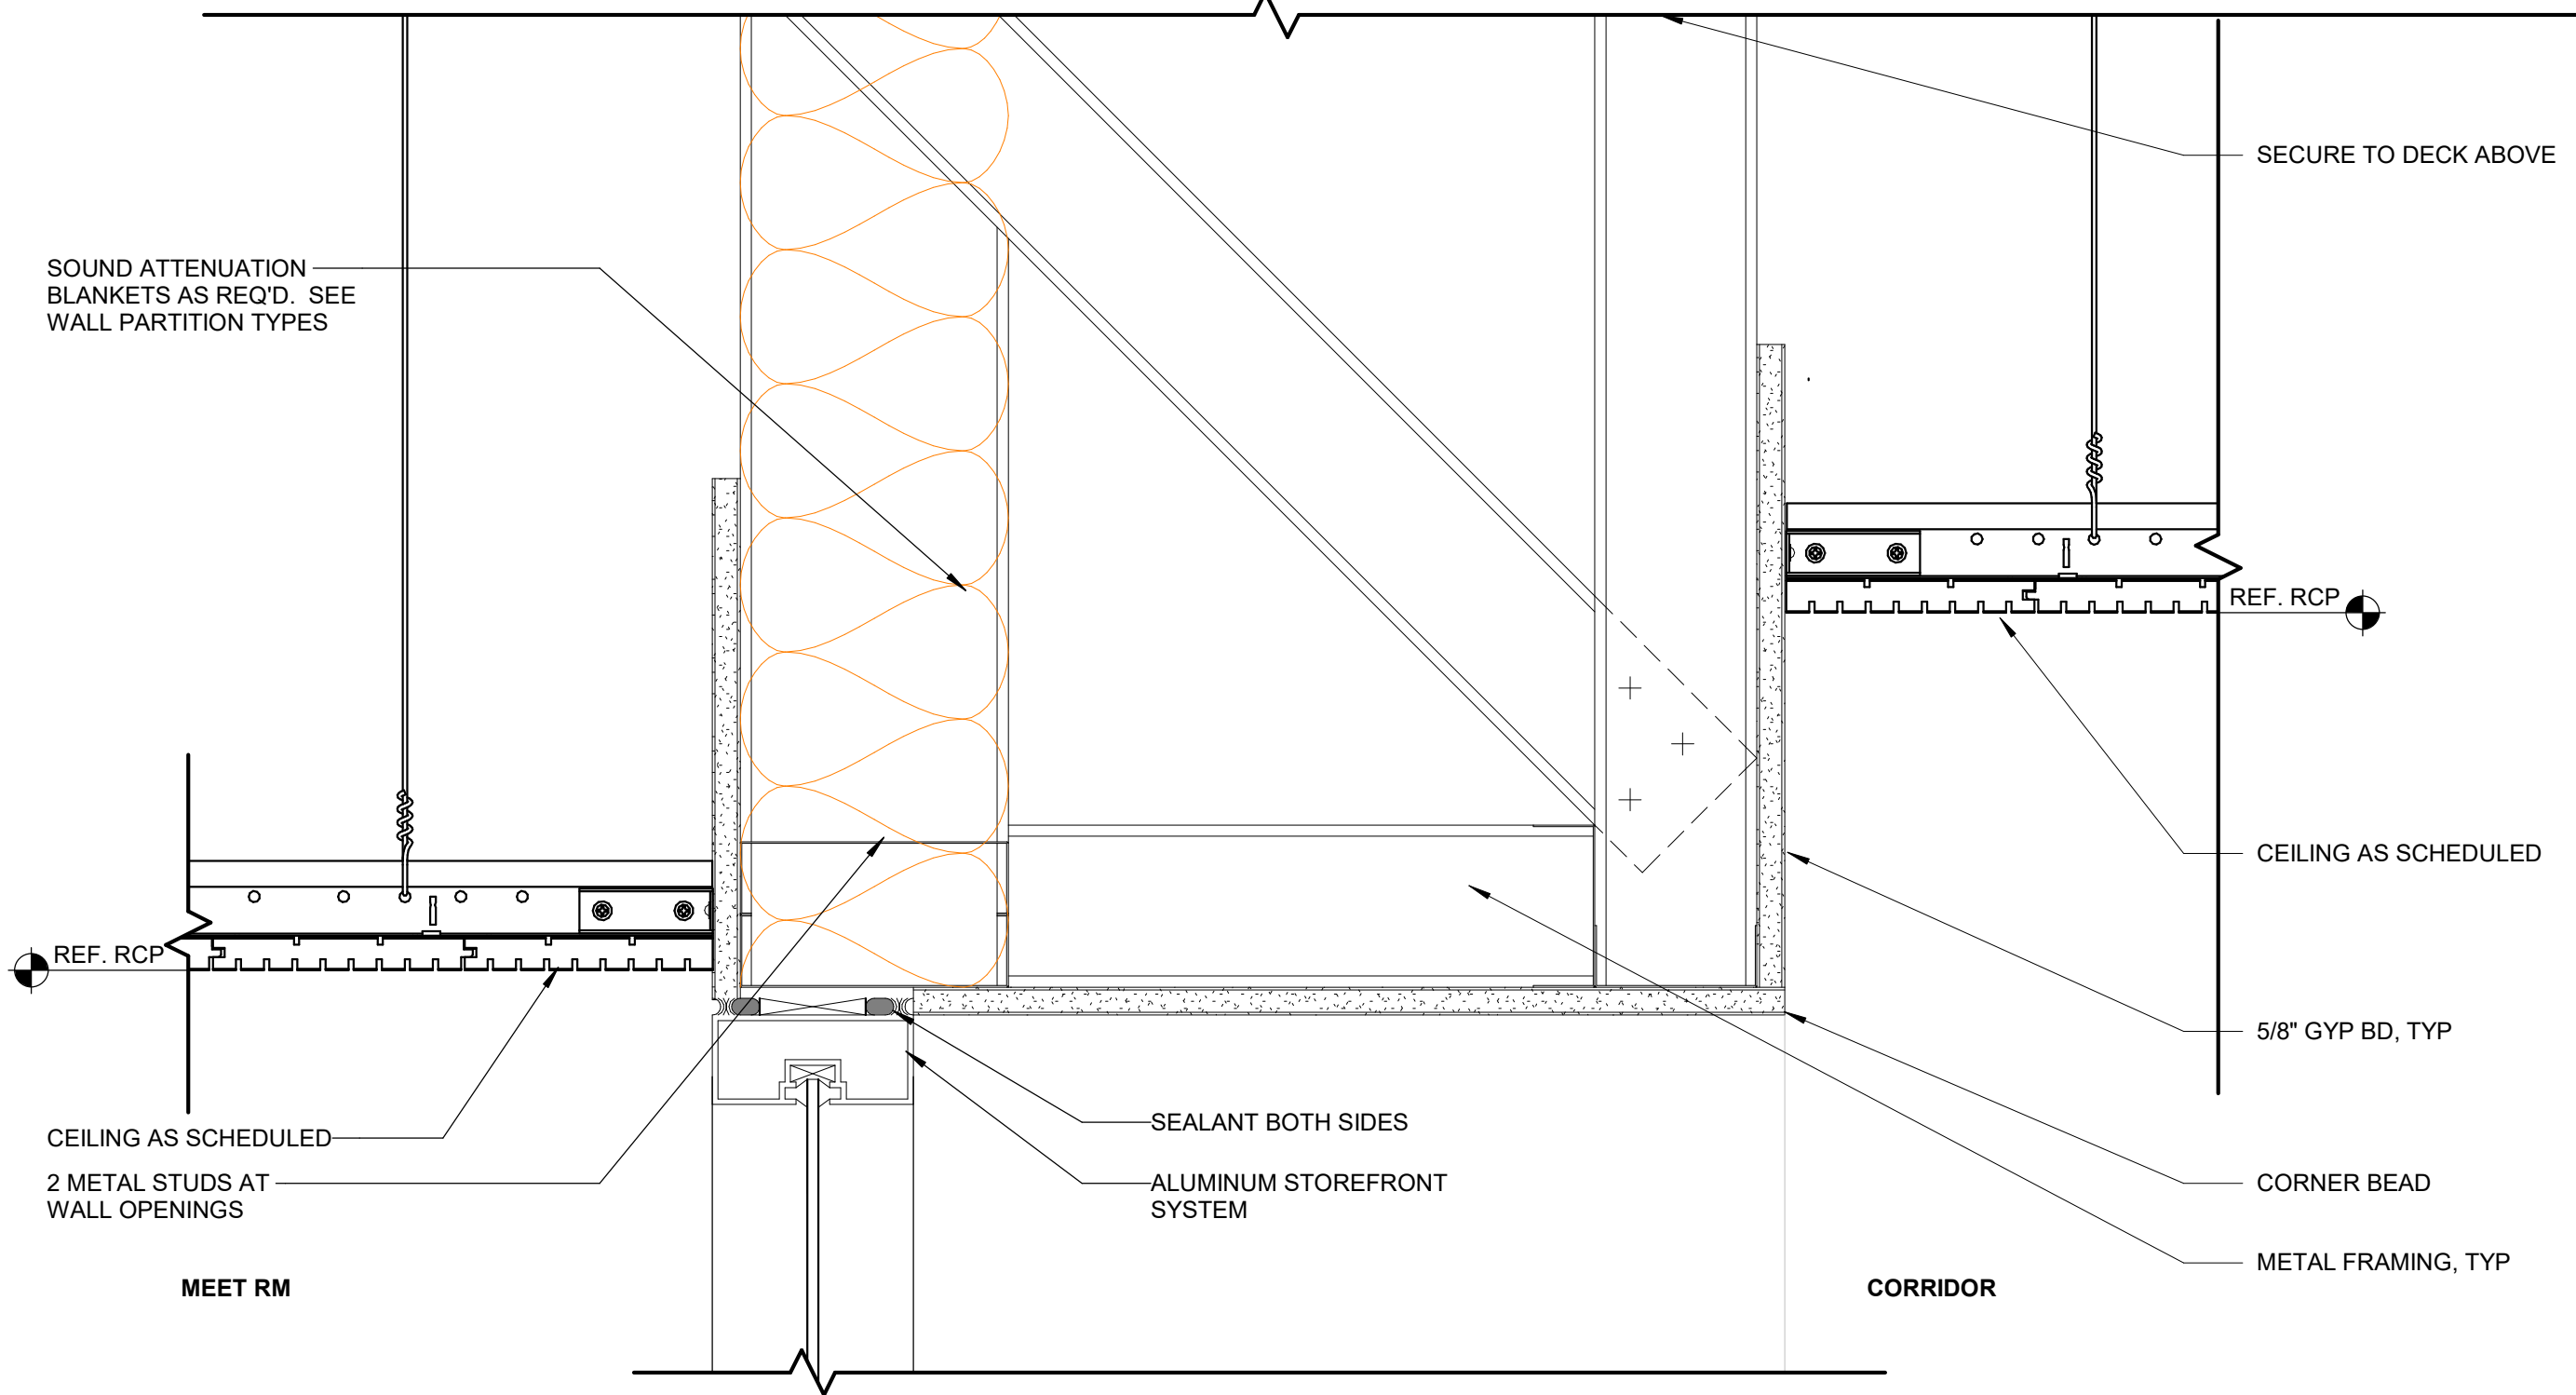 SECURE TO DECK ABOVE
SOUND ATTENUATION
BLANKETS AS REQ'D.  SEE
WALL PARTITION TYPES
REF. RCP
CEILING AS SCHEDULED
REF. RCP
5/8" GYP BD, TYP
CEILING AS SCHEDULED
2 METAL STUDS AT
WALL OPENINGS
SEALANT BOTH SIDES
ALUMINUM STOREFRONT
SYSTEM
CORNER BEAD
METAL FRAMING, TYP
MEET RM
CORRIDOR